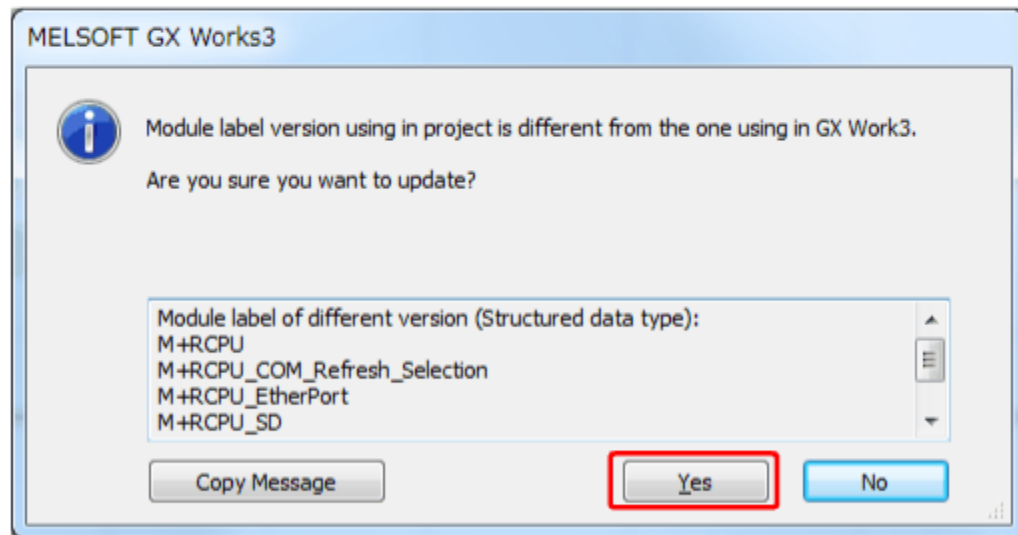 MELSOFT GX Works3
Module label version using in project is different from the one using in GX Work3.
Are you sure you want to update?
Module label of different version (Structured data type):
M+RCPU
M+RCPU_COM_Refresh_Selection
M+RCPU_EtherPort
M+RCPU_SD
Copy Message
Yes
No